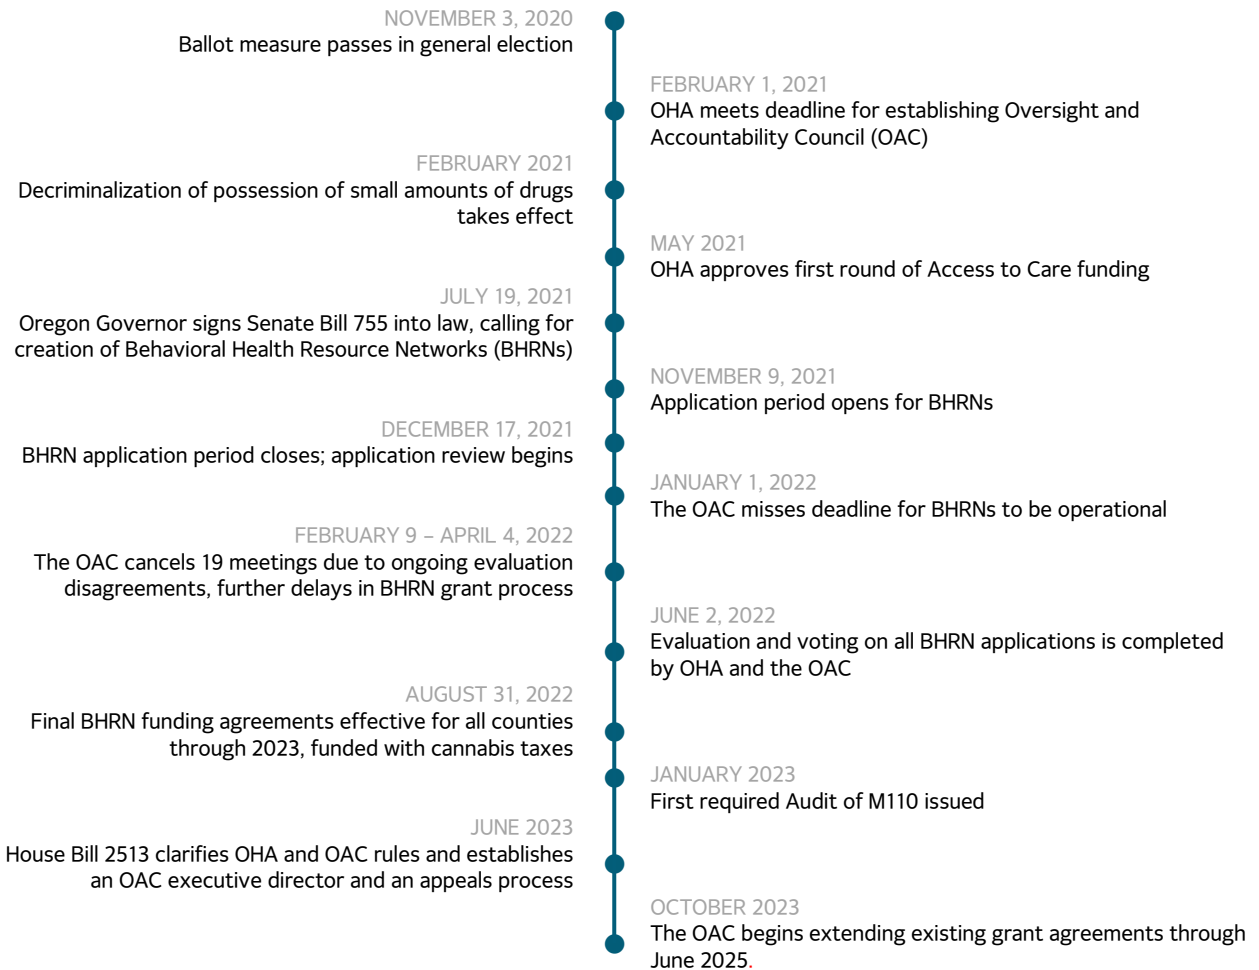 NOVEMBER 3, 2020
Ballot measure passes in general election
FEBRUARY 1, 2021
OHA meets deadline for establishing Oversight and
Accountability Council (OAC)
FEBRUARY 2021
Decriminalization of possession of small amounts of drugs
takes effect
MAY 2021
OHA approves first round of Access to Care funding
JULY 19, 2021
Oregon Governor signs Senate Bill 755 into law, calling for
creation of Behavioral Health Resource Networks (BHRNs)
NOVEMBER 9, 2021
Application period opens for BHRNs
DECEMBER 17, 2021
BHRN application period closes; application review begins
JANUARY 1, 2022
The OAC misses deadline for BHRNs to be operational
FEBRUARY 9 – APRIL 4, 2022
The OAC cancels 19 meetings due to ongoing evaluation
disagreements, further delays in BHRN grant process
JUNE 2, 2022
Evaluation and voting on all BHRN applications is completed
by OHA and the OAC
AUGUST 31, 2022
Final BHRN funding agreements effective for all counties
through 2023, funded with cannabis taxes
JANUARY 2023
First required Audit of M110 issued
JUNE 2023
House Bill 2513 clarifies OHA and OAC rules and establishes
an OAC executive director and an appeals process
OCTOBER 2023
The OAC begins extending existing grant agreements through
June 2025.